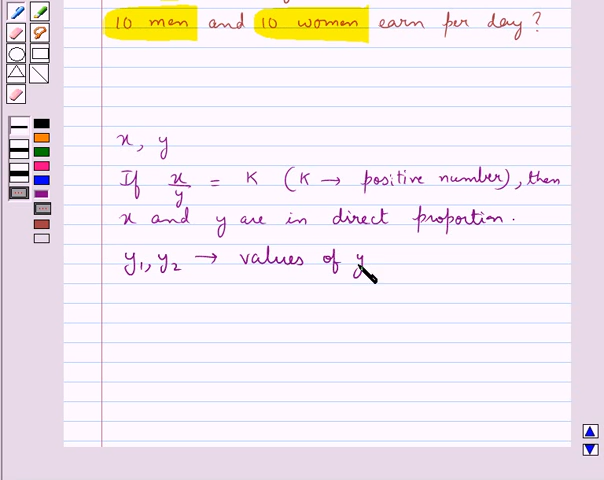 10 men and 10 women earn per day?
x, y
If x/y = K (K → positive number), then
x and y are in direct proportion.
y₁, y₂ → values of y